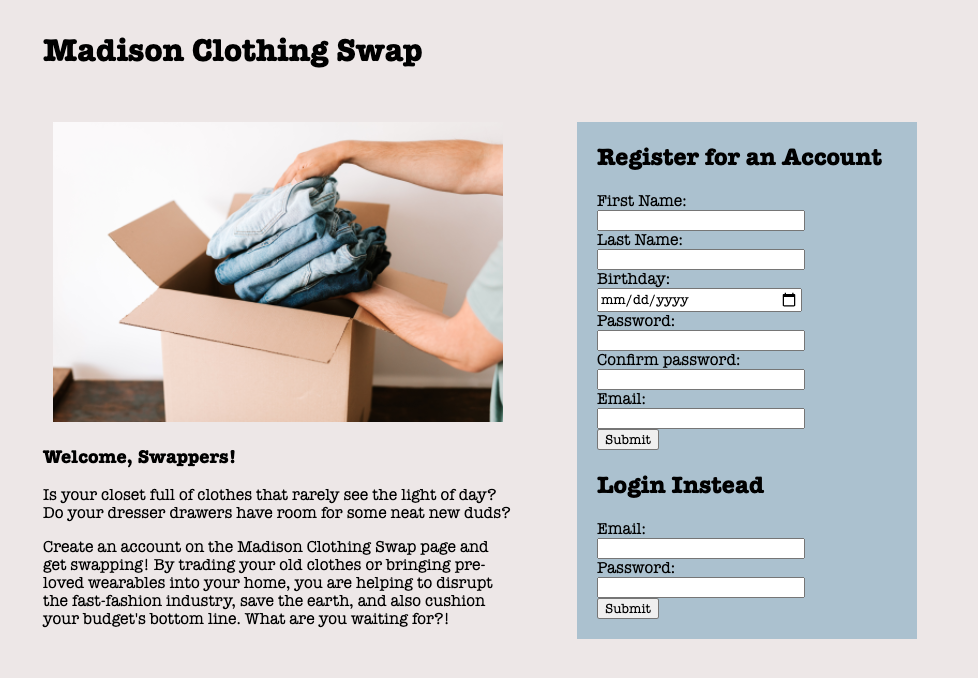 Madison Clothing Swap
Welcome, Swappers!
Is your closet full of clothes that rarely see the light of day?
Do your dresser drawers have room for some neat new duds?
Create an account on the Madison Clothing Swap page and
get swapping! By trading your old clothes or bringing pre-
loved wearables into your home, you are helping to disrupt
the fast-fashion industry, save the earth, and also cushion
your budget's bottom line. What are you waiting for?!
Register for an Account
First Name:
Last Name:
Birthday:
mm/dd/yyyy
Password:
Confirm password:
Email:
Submit
Login Instead
Email:
Password:
Submit